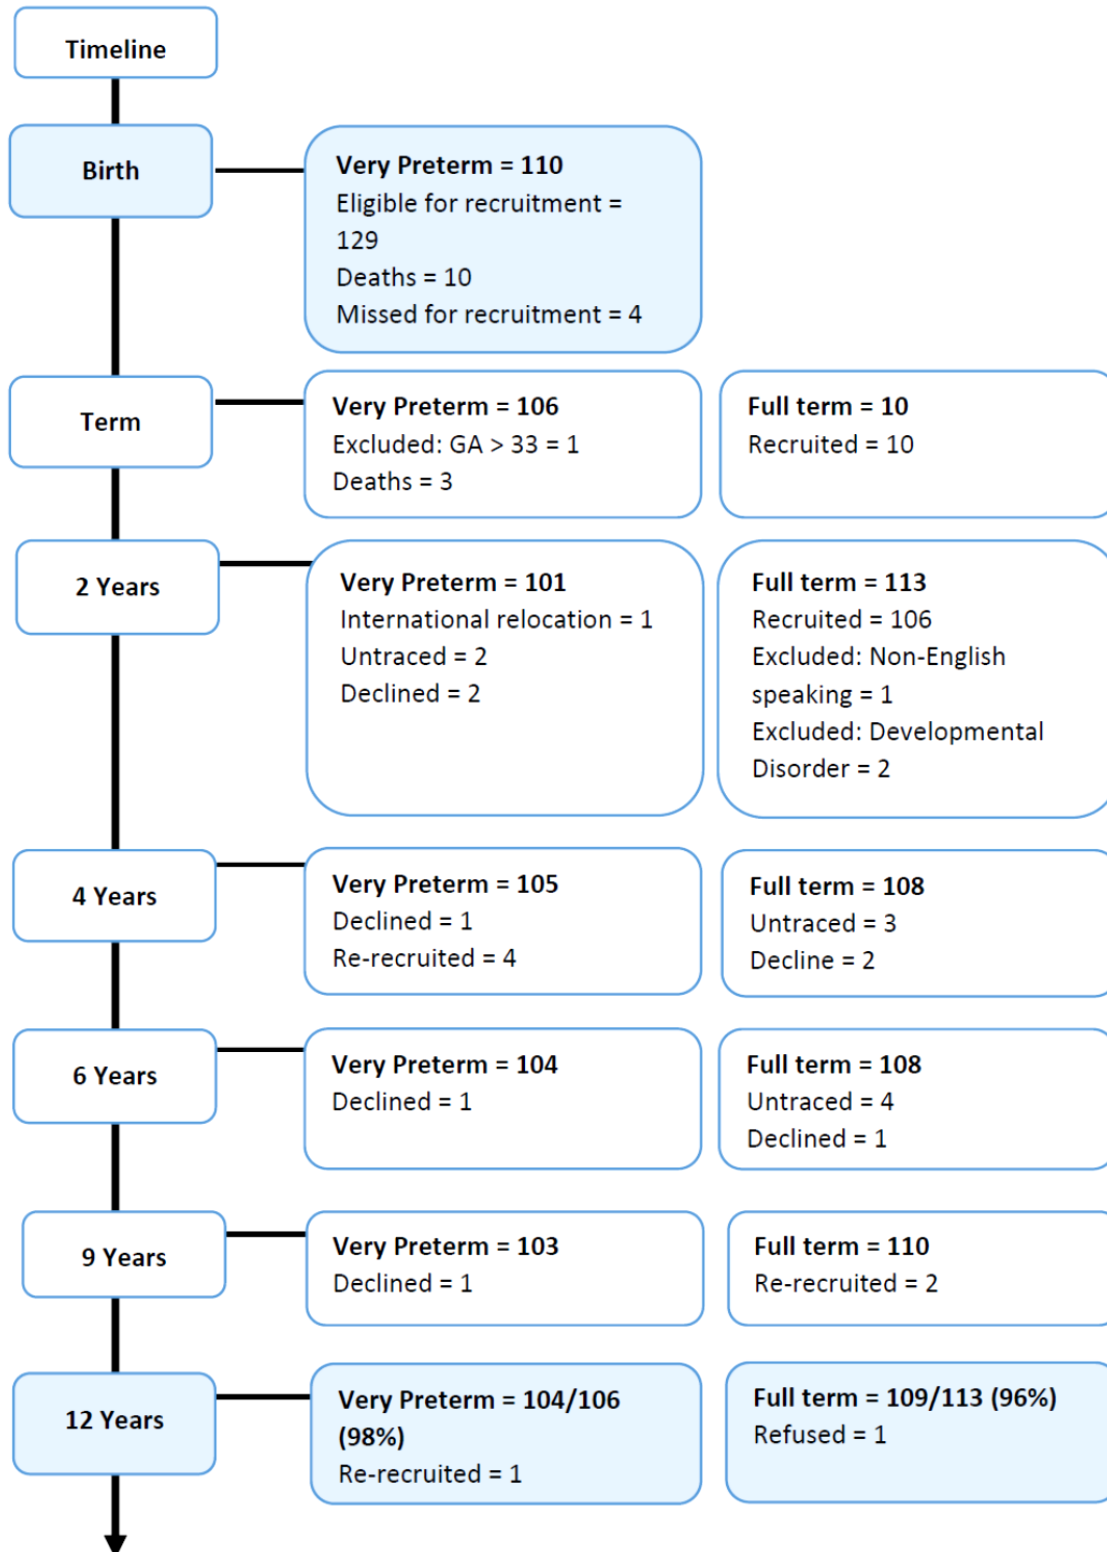 Timeline
Birth
Very Preterm = 110
Eligible for recruitment =
129
Deaths = 10
Missed for recruitment = 4
Term
Very Preterm = 106
Excluded: GA > 33 = 1
Deaths = 3
Full term = 10
Recruited = 10
2 Years
Very Preterm = 101
International relocation = 1
Untraced = 2
Declined = 2
Full term = 113
Recruited = 106
Excluded: Non-English
speaking = 1
Excluded: Developmental
Disorder = 2
4 Years
Very Preterm = 105
Declined = 1
Re-recruited = 4
Full term = 108
Untraced = 3
Decline = 2
6 Years
Very Preterm = 104
Declined = 1
Full term = 108
Untraced = 4
Declined = 1
9 Years
Very Preterm = 103
Declined = 1
Full term = 110
Re-recruited = 2
12 Years
Very Preterm = 104/106
(98%)
Re-recruited = 1
Full term = 109/113 (96%)
Refused = 1